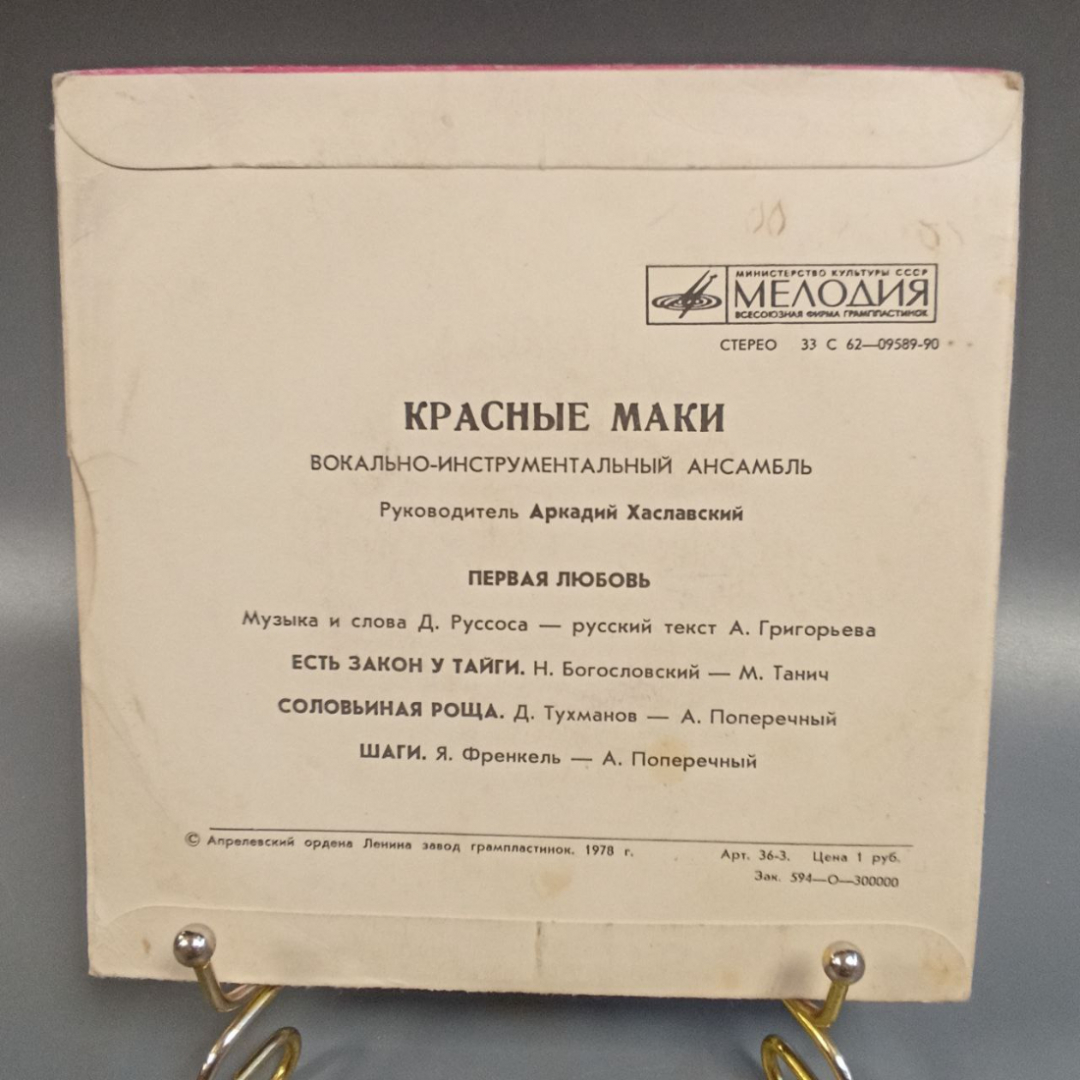 МИНИСТЕРСТВО КУЛЬТУРЫ СССР
МЕЛОДИЯ
ВСЕСОЮЗНАЯ ФИРМА ГРАМПЛАСТИНОК
СТЕРЕО 33 С 62—09589-90
КРАСНЫЕ МАКИ
ВОКАЛЬНО-ИНСТРУМЕНТАЛЬНЫЙ АНСАМБЛЬ
Руководитель Аркадий Хаславский
ПЕРВАЯ ЛЮБОВЬ
Музыка и слова Д. Руссоса — русский текст А. Григорьева
ЕСТЬ ЗАКОН У ТАЙГИ. Н. Богословский — М. Танич
СОЛОВЬИНАЯ РОЩА. Д. Тухманов — А. Поперечный
ШАГИ. Я. Френкель — А. Поперечный
© Апрелевский ордена Ленина завод грампластинок. 1978 г.
Арт. 36-3. Цена 1 руб.
Зак. 594—О—300000